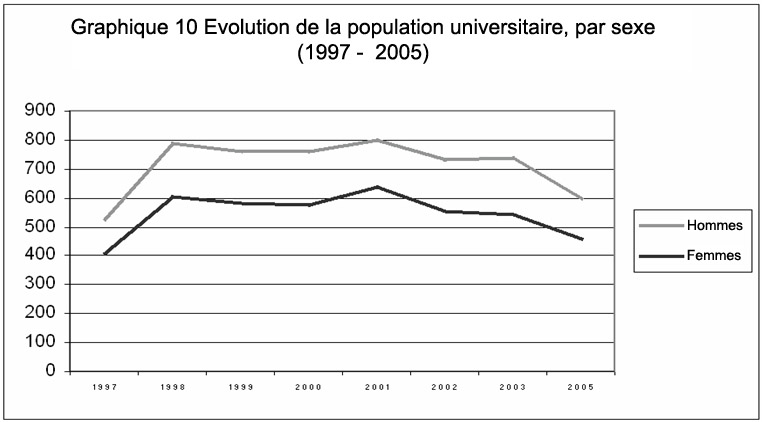 Graphique 10 Evolution de la population universitaire, par sexe
(1997 - 2005)
900
800
700
600
500
400
300
200
100
0
1997 1998 1999 2000 2001 2002 2003 2005
Hommes
Femmes